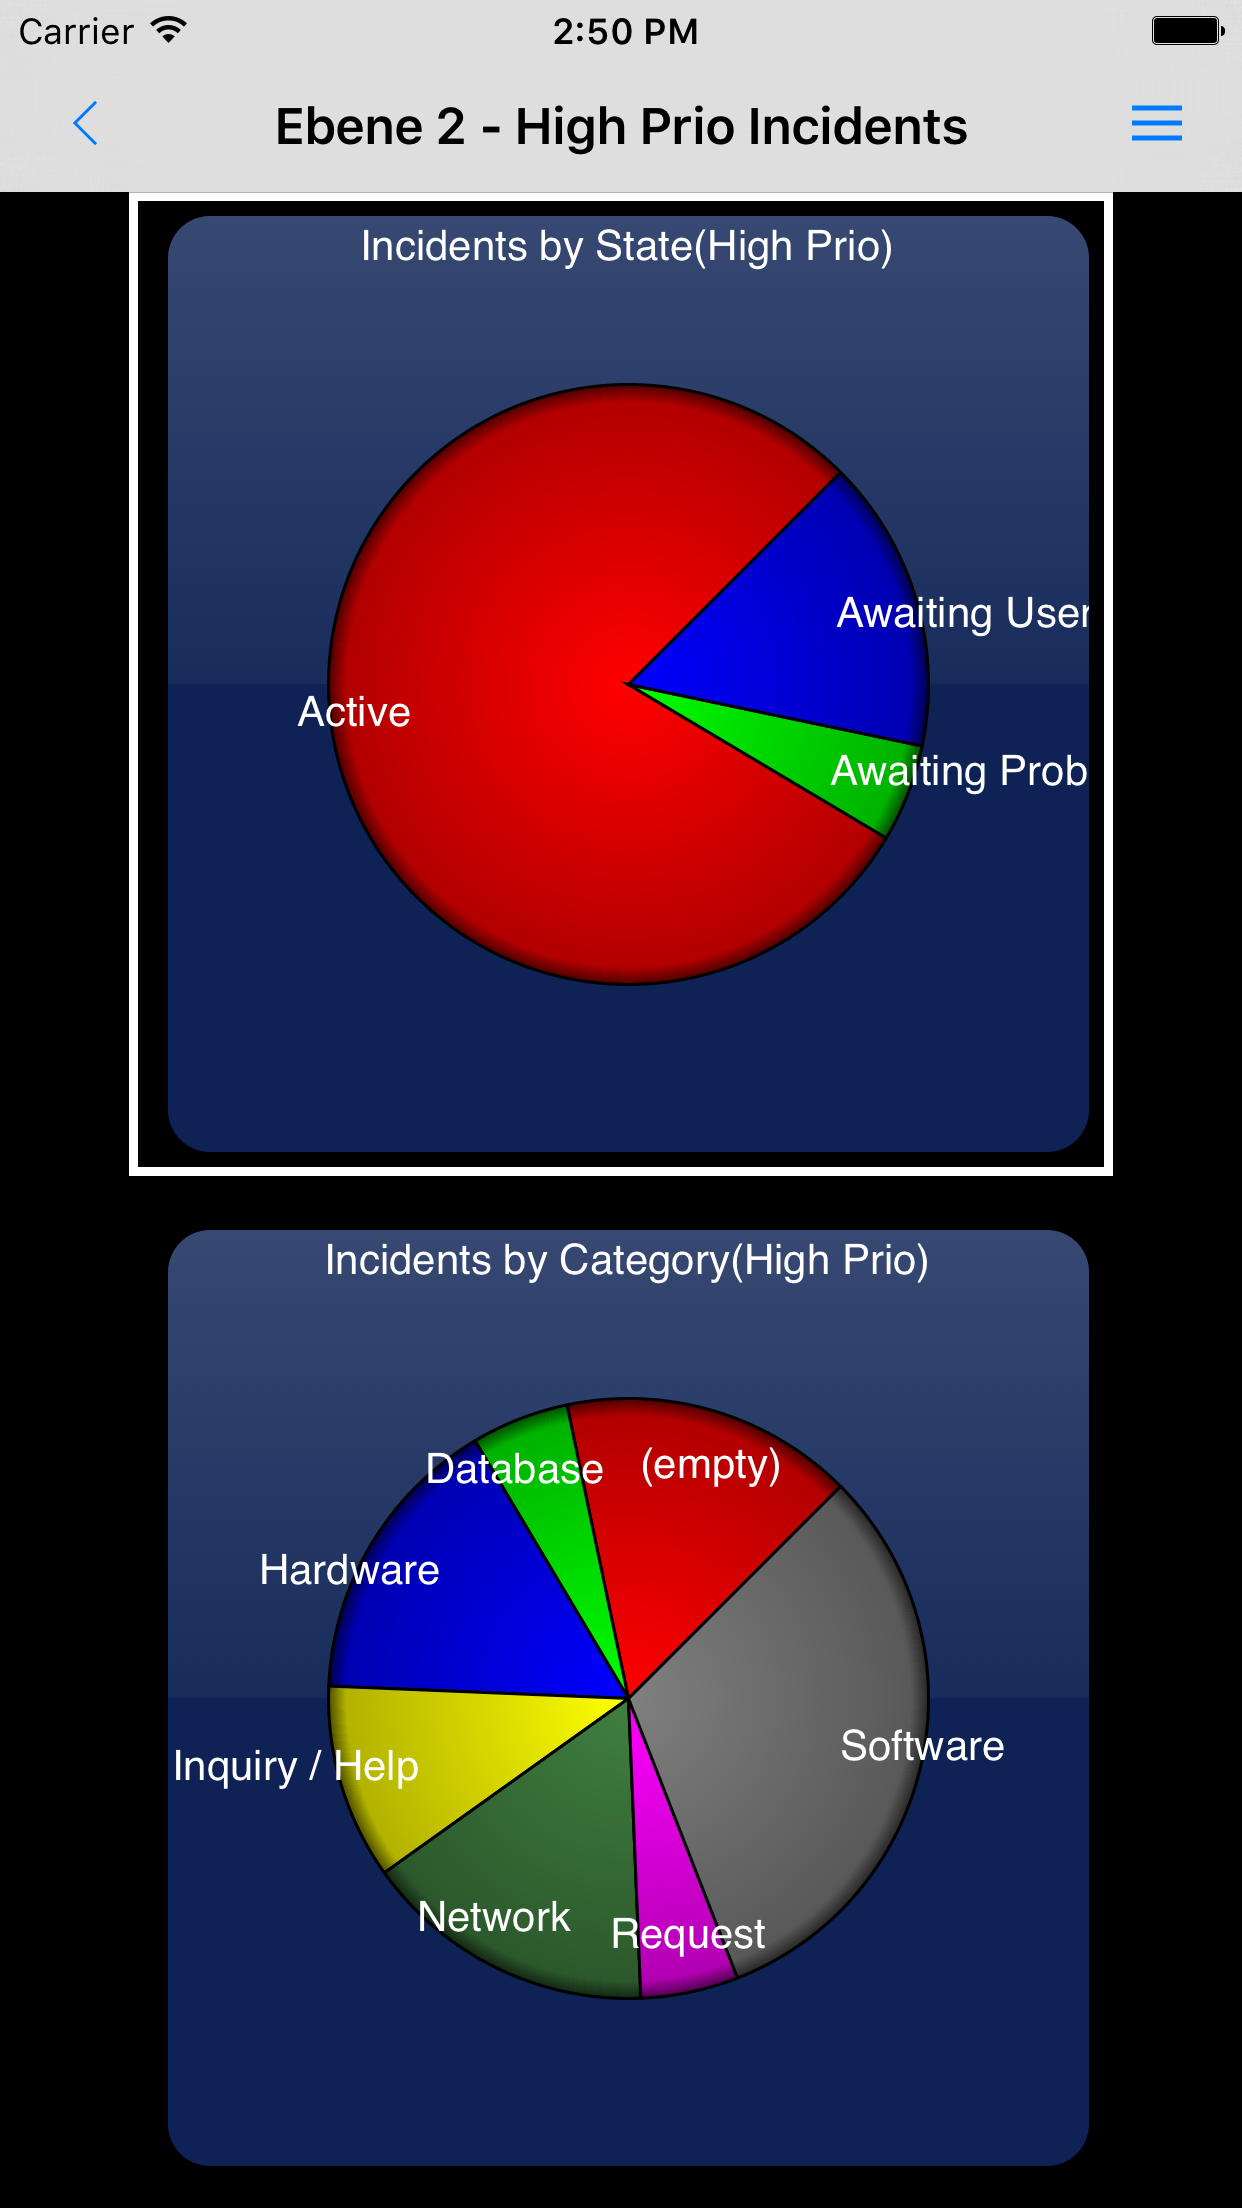 Carrier 2:50 PM
Ebene 2 - High Prio Incidents
Incidents by State(High Prio)
Awaiting User
Active
Awaiting Prob
Incidents by Category(High Prio)
Database (empty)
Hardware
Software
Inquiry / Help
Network
Request